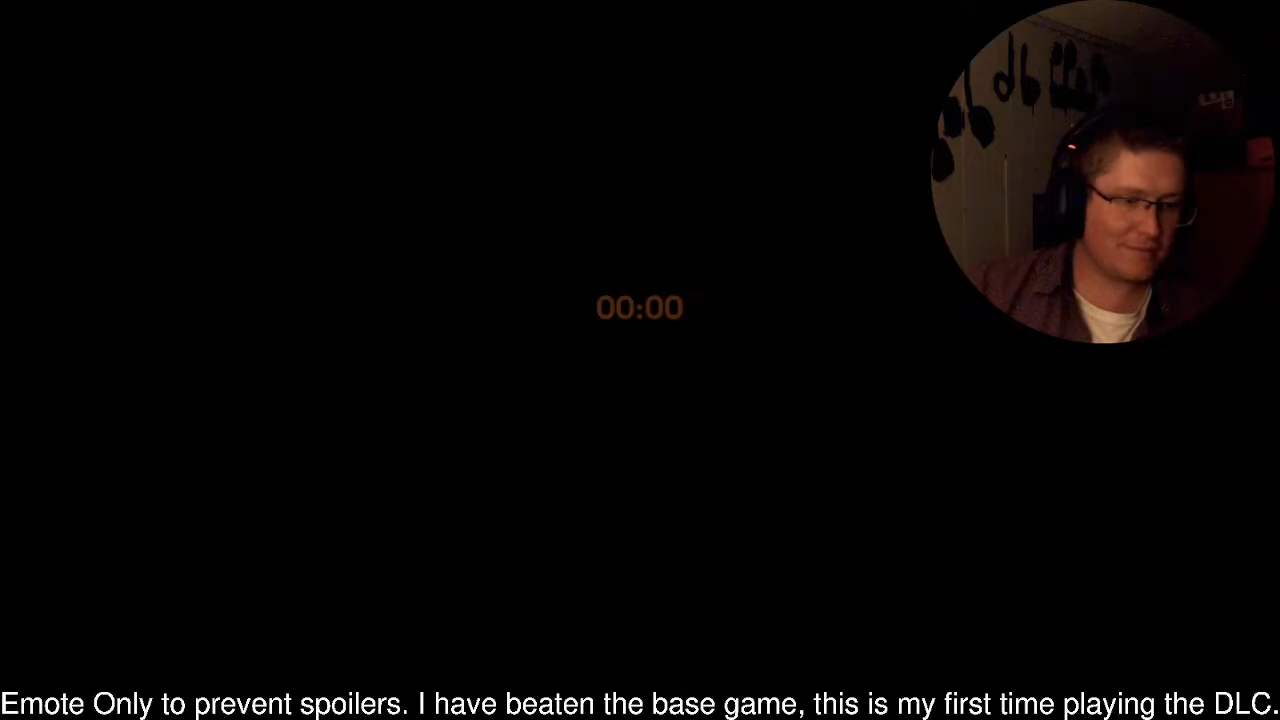 00:00
Emote Only to prevent spoilers. I have beaten the base game, this is my first time playing the DLC.